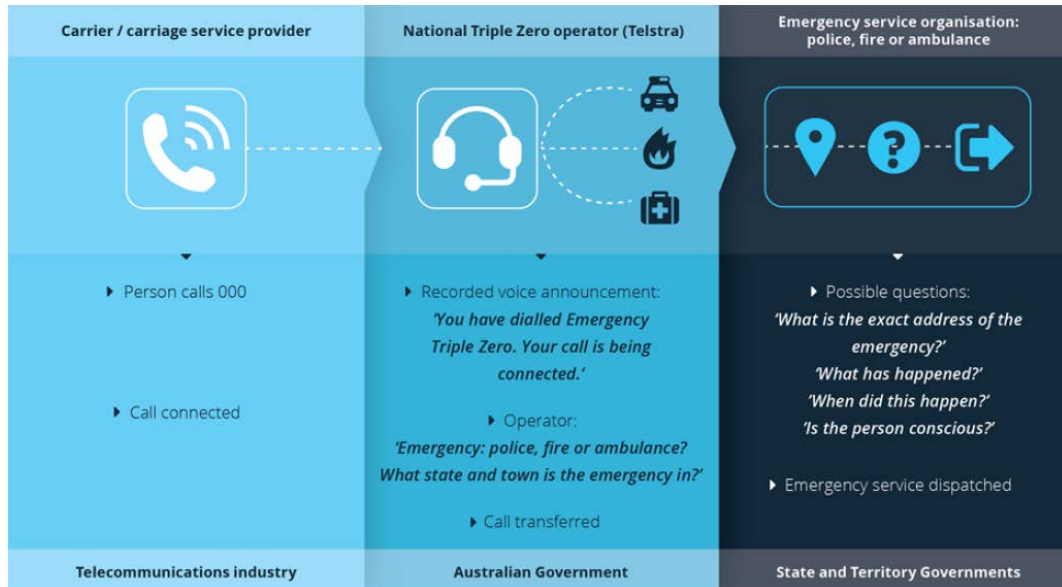 Carrier / carriage service provider
Person calls 000
Call connected
Telecommunications industry
National Triple Zero operator (Telstra)
Recorded voice announcement:
‘You have dialled Emergency
Triple Zero. Your call is being
connected.’
Operator:
‘Emergency: police, fire or ambulance?
What state and town is the emergency in?’
Call transferred
Australian Government
Emergency service organisation:
police, fire or ambulance
?
Possible questions:
‘What is the exact address of the
emergency?’
‘What has happened?’
‘When did this happen?’
‘Is the person conscious?’
Emergency service dispatched
State and Territory Governments